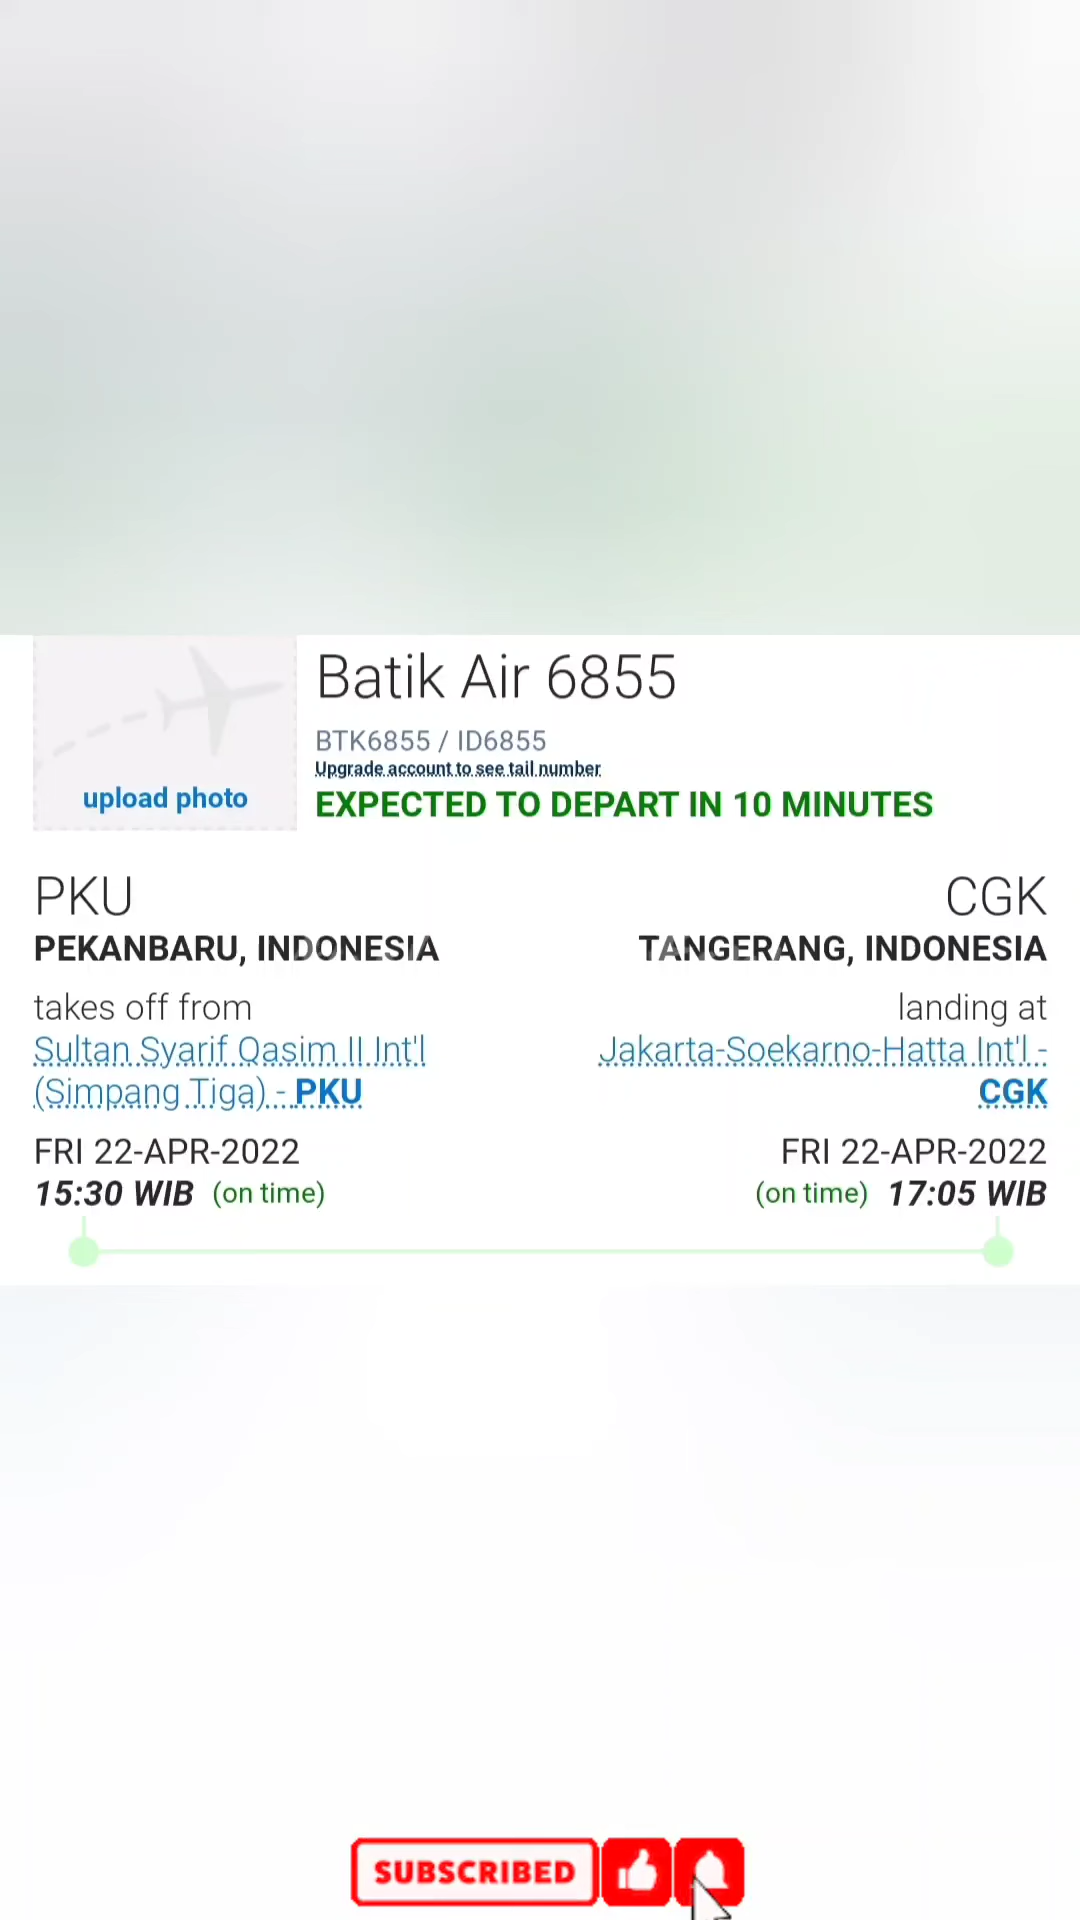 Batik Air 6855
BTK6855 / ID6855
Upgrade account to see tail number
upload photo
EXPECTED TO DEPART IN 10 MINUTES
PKU
PEKANBARU, INDONESIA
takes off from
Sultan Syarif Qasim II Int'l
(Simpang Tiga) - PKU
FRI 22-APR-2022
15:30 WIB (on time)
CGK
TANGERANG, INDONESIA
landing at
Jakarta-Soekarno-Hatta Int'l -
CGK
FRI 22-APR-2022
(on time) 17:05 WIB
SUBSCRIBED